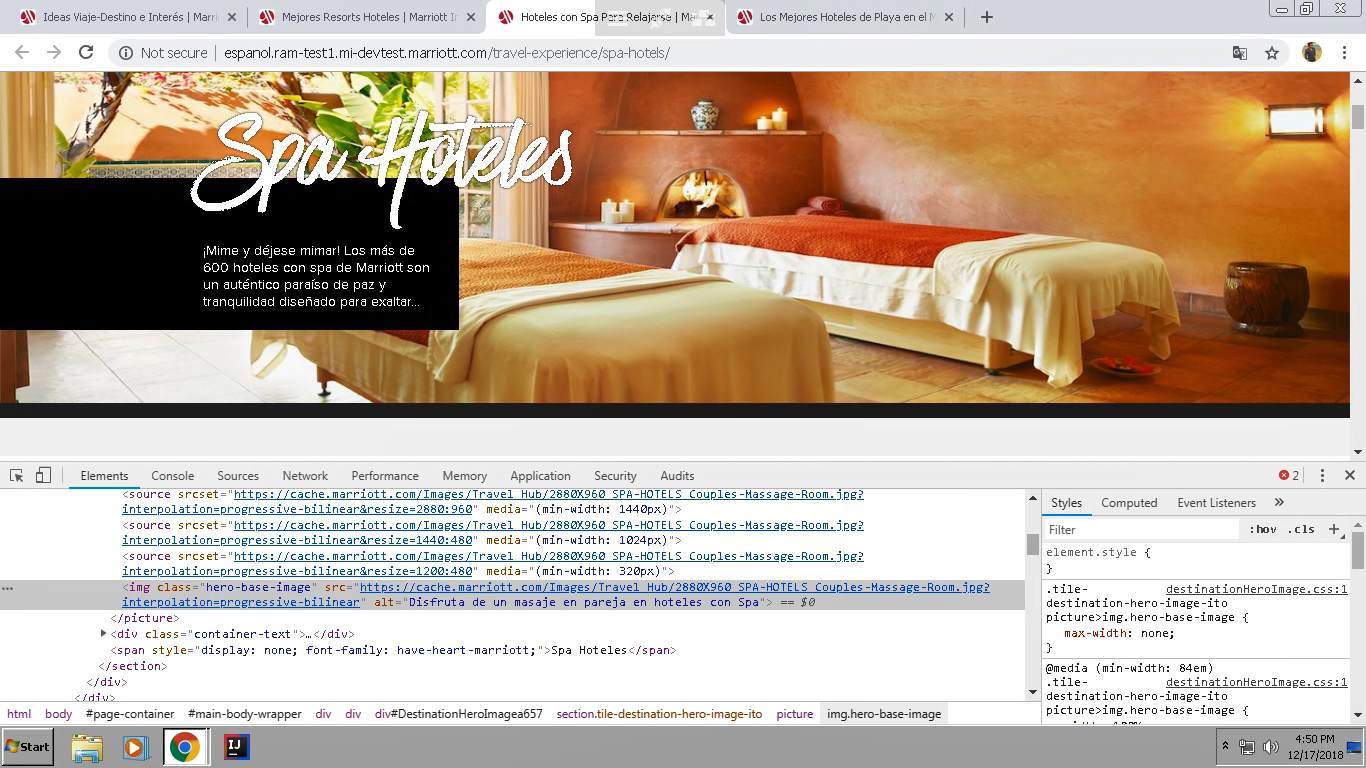 Ideas Viaje-Destino e Interés | Marri
Mejores Resorts Hoteles | Marriott In
Hoteles con Spa Para Relajarse | Ma
Los Mejores Hoteles de Playa en el M
Not secure | espanol.ram-test1.mi-devtest.marriott.com/travel-experience/spa-hotels/
Spa Hoteles
¡Mime y déjese mimar! Los más de
600 hoteles con spa de Marriott son
un auténtico paraíso de paz y
tranquilidad diseñado para exaltar...
Elements Console Sources Network Performance Memory Application Security Audits 2
<source srcset="https://cache.marriott.com/Images/Travel_Hub/2880X960_SPA-HOTELS_Couples-Massage-Room.jpg?
interpolation=progressive-bilinear&resize=2880:960" media="(min-width: 1440px)">
<source srcset="https://cache.marriott.com/Images/Travel_Hub/2880X960_SPA-HOTELS_Couples-Massage-Room.jpg?
interpolation=progressive-bilinear&resize=1440:480" media="(min-width: 1024px)">
<source srcset="https://cache.marriott.com/Images/Travel_Hub/2880X960_SPA-HOTELS_Couples-Massage-Room.jpg?
interpolation=progressive-bilinear&resize=1200:480" media="(min-width: 320px)">
<img class="hero-base-image" src="https://cache.marriott.com/Images/Travel_Hub/2880X960_SPA-HOTELS_Couples-Massage-Room.jpg?
interpolation=progressive-bilinear" alt="Disfruta de un masaje en pareja en hoteles con Spa"> == $0
</picture>
<div class="container-text">…</div>
<span style="display: none; font-family: have-heart-marriott;">Spa Hoteles</span>
</section>
</div>
</div>
html body #page-container #main-body-wrapper div div div#DestinationHeroImagea657 section.tile-destination-hero-image-ito picture img.hero-base-image
Styles Computed Event Listeners »
Filter :hov .cls +
element.style {
}
.tile- destinationHeroImage.css:1
destination-hero-image-ito
picture>img.hero-base-image {
max-width: none;
}
@media (min-width: 84em)
.tile- destinationHeroImage.css:1
destination-hero-image-ito
picture>img.hero-base-image {
Start
4:50 PM
12/17/2018